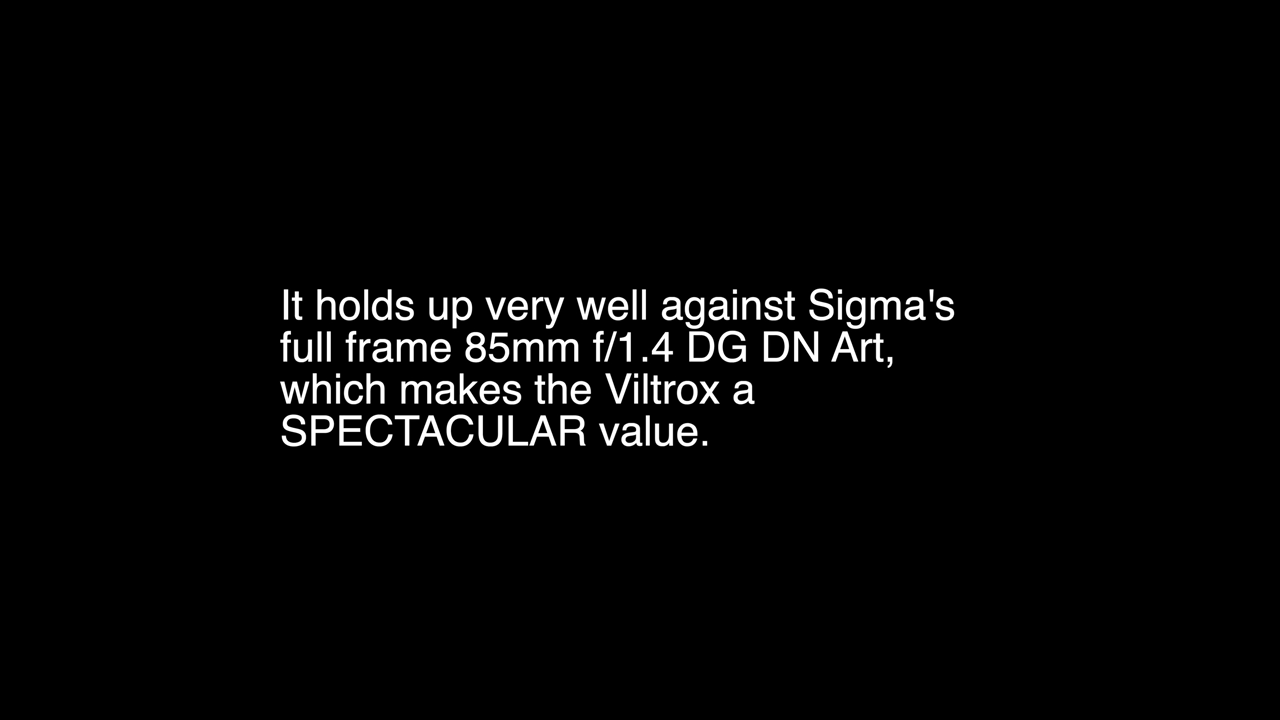 It holds up very well against Sigma's
full frame 85mm f/1.4 DG DN Art,
which makes the Viltrox a
SPECTACULAR value.